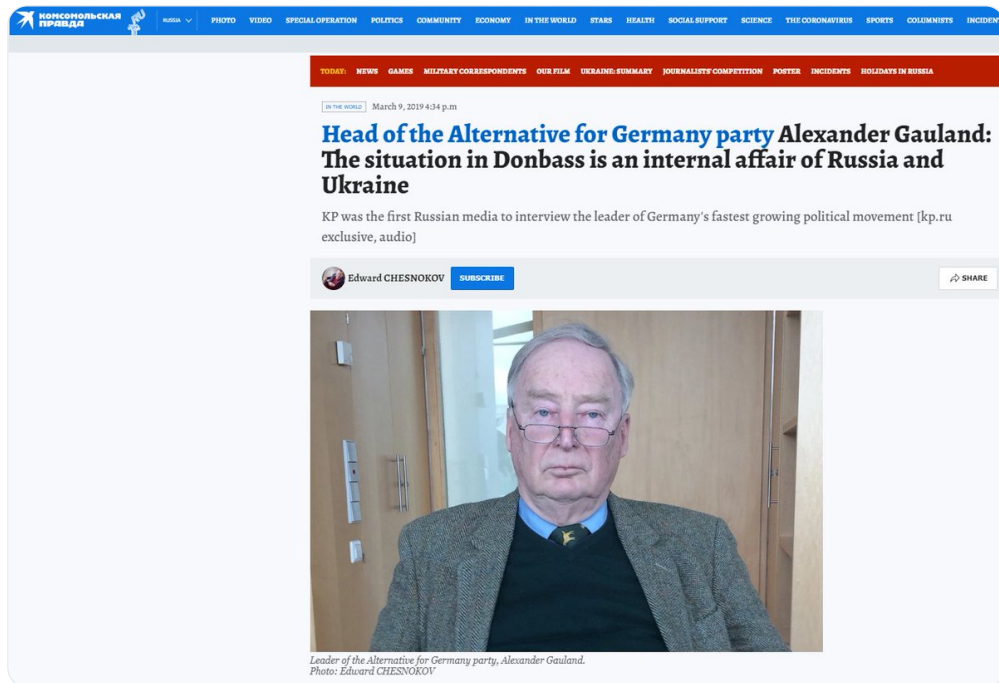 КОМСОМОЛЬСКАЯ
ПРАВДА
RU
RUSSIA PHOTO VIDEO SPECIAL OPERATION POLITICS COMMUNITY ECONOMY IN THE WORLD STARS HEALTH SOCIAL SUPPORT SCIENCE THE CORONAVIRUS SPORTS COLUMNISTS INCIDEN
TODAY: NEWS GAMES MILITARY CORRESPONDENTS OUR FILM UKRAINE: SUMMARY JOURNALISTS' COMPETITION POSTER INCIDENTS HOLIDAYS IN RUSSIA
IN THE WORLD March 9, 2019 4:34 p.m
Head of the Alternative for Germany party Alexander Gauland:
The situation in Donbass is an internal affair of Russia and
Ukraine
KP was the first Russian media to interview the leader of Germany's fastest growing political movement [kp.ru
exclusive, audio]
Edward CHESNOKOV SUBSCRIBE SHARE
Leader of the Alternative for Germany party, Alexander Gauland.
Photo: Edward CHESNOKOV